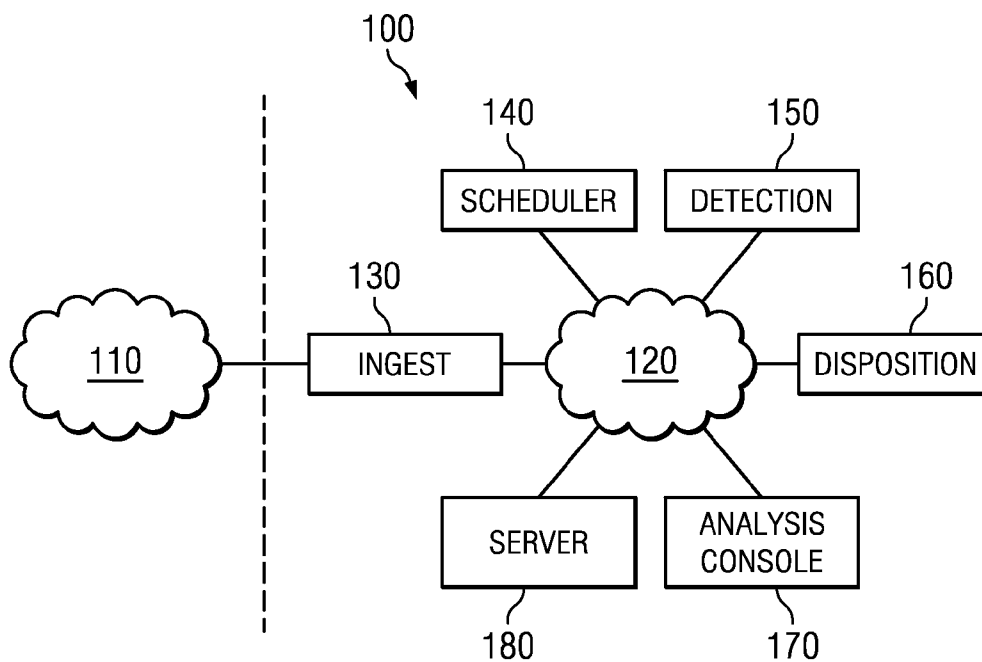 100
140
150
SCHEDULER
DETECTION
130
160
110
INGEST
120
DISPOSITION
SERVER
ANALYSIS
CONSOLE
180
170